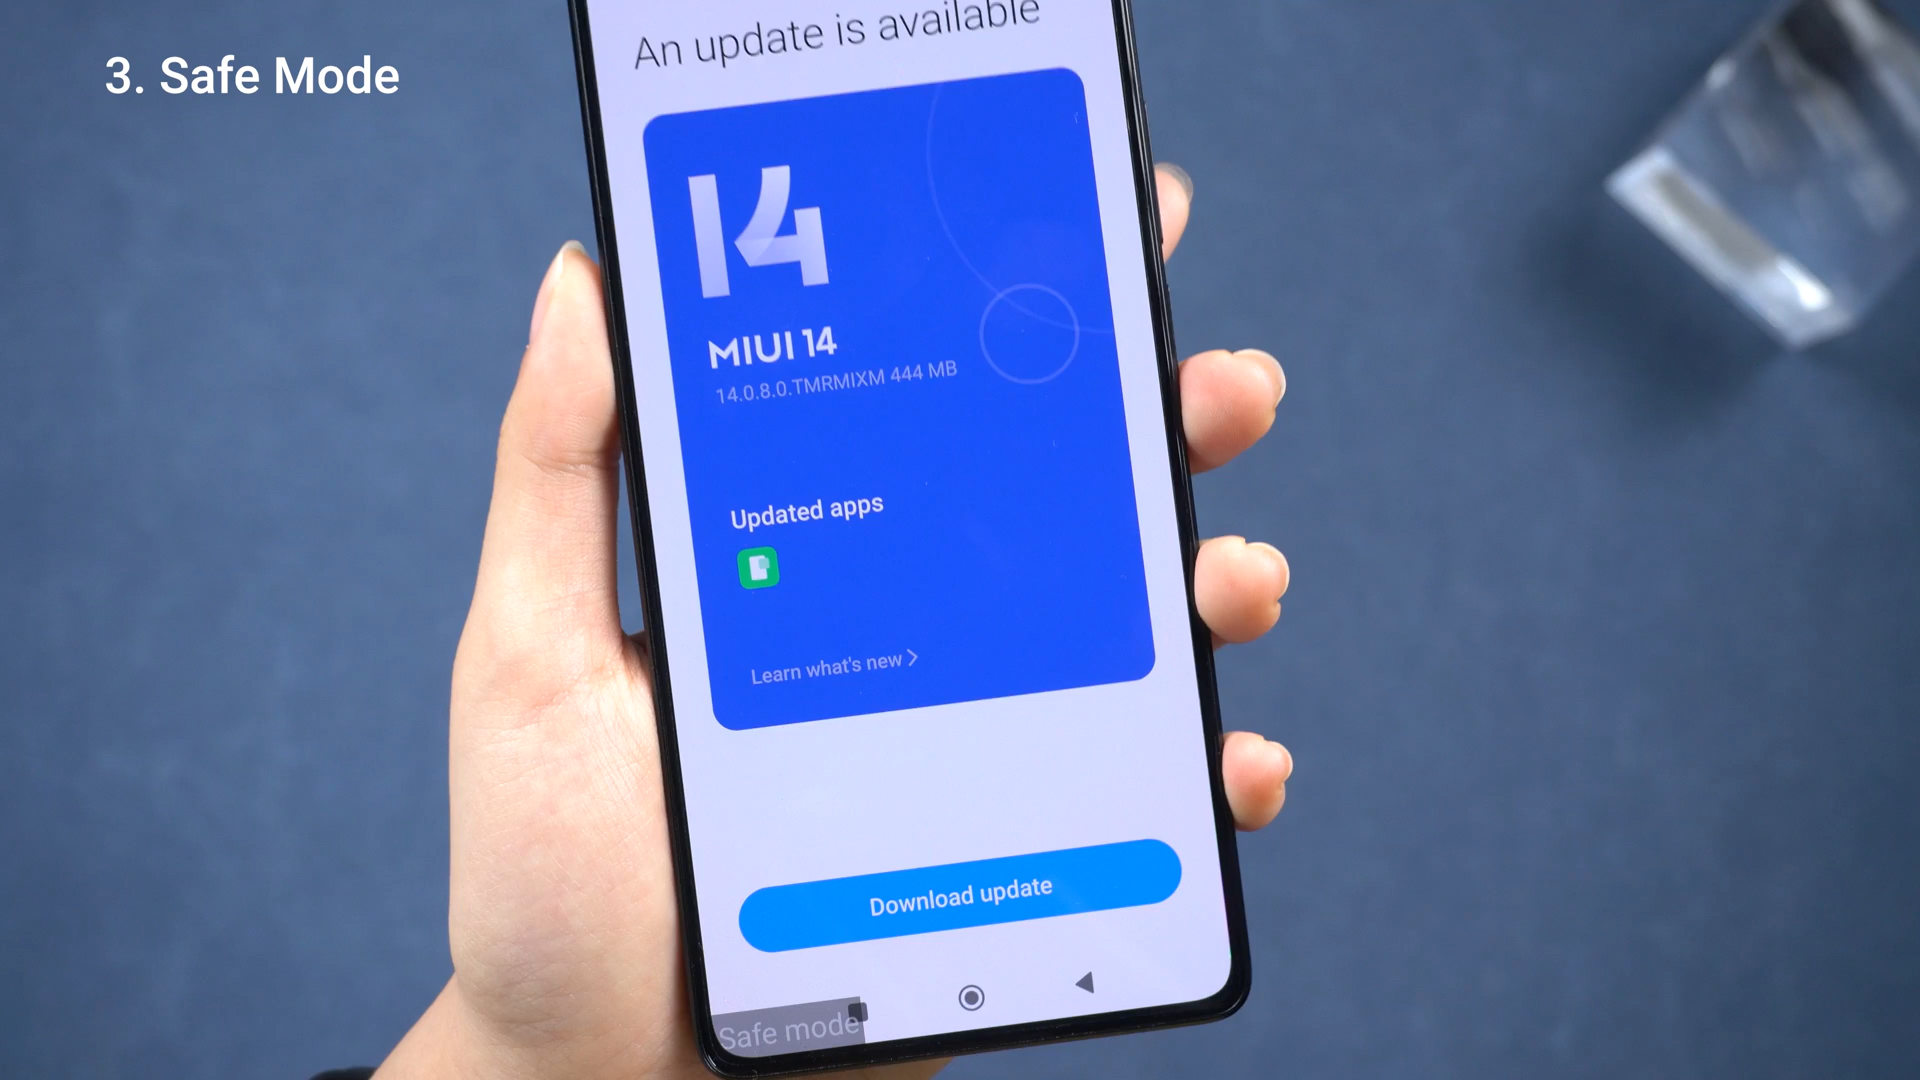 3. Safe Mode
An update is available
14
MIUI 14
14.0.8.0.TMRMIXM 444 MB
Updated apps
Learn what's new >
Download update
Safe mode